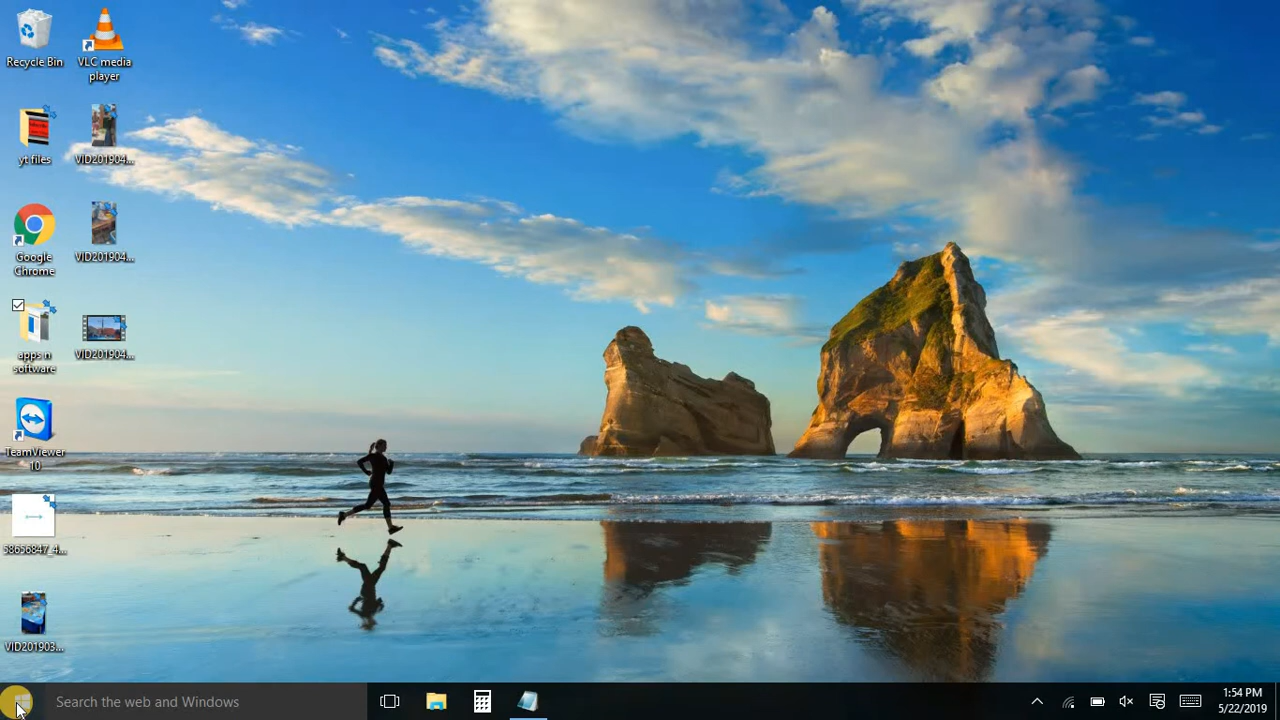 Recycle Bin
VLC media
player
yt files
VID201904...
Google
Chrome
VID201904...
apps n
software
VID201904...
TeamViewer
10
58656847_4...
VID201903...
Search the web and Windows
1:54 PM
5/22/2019